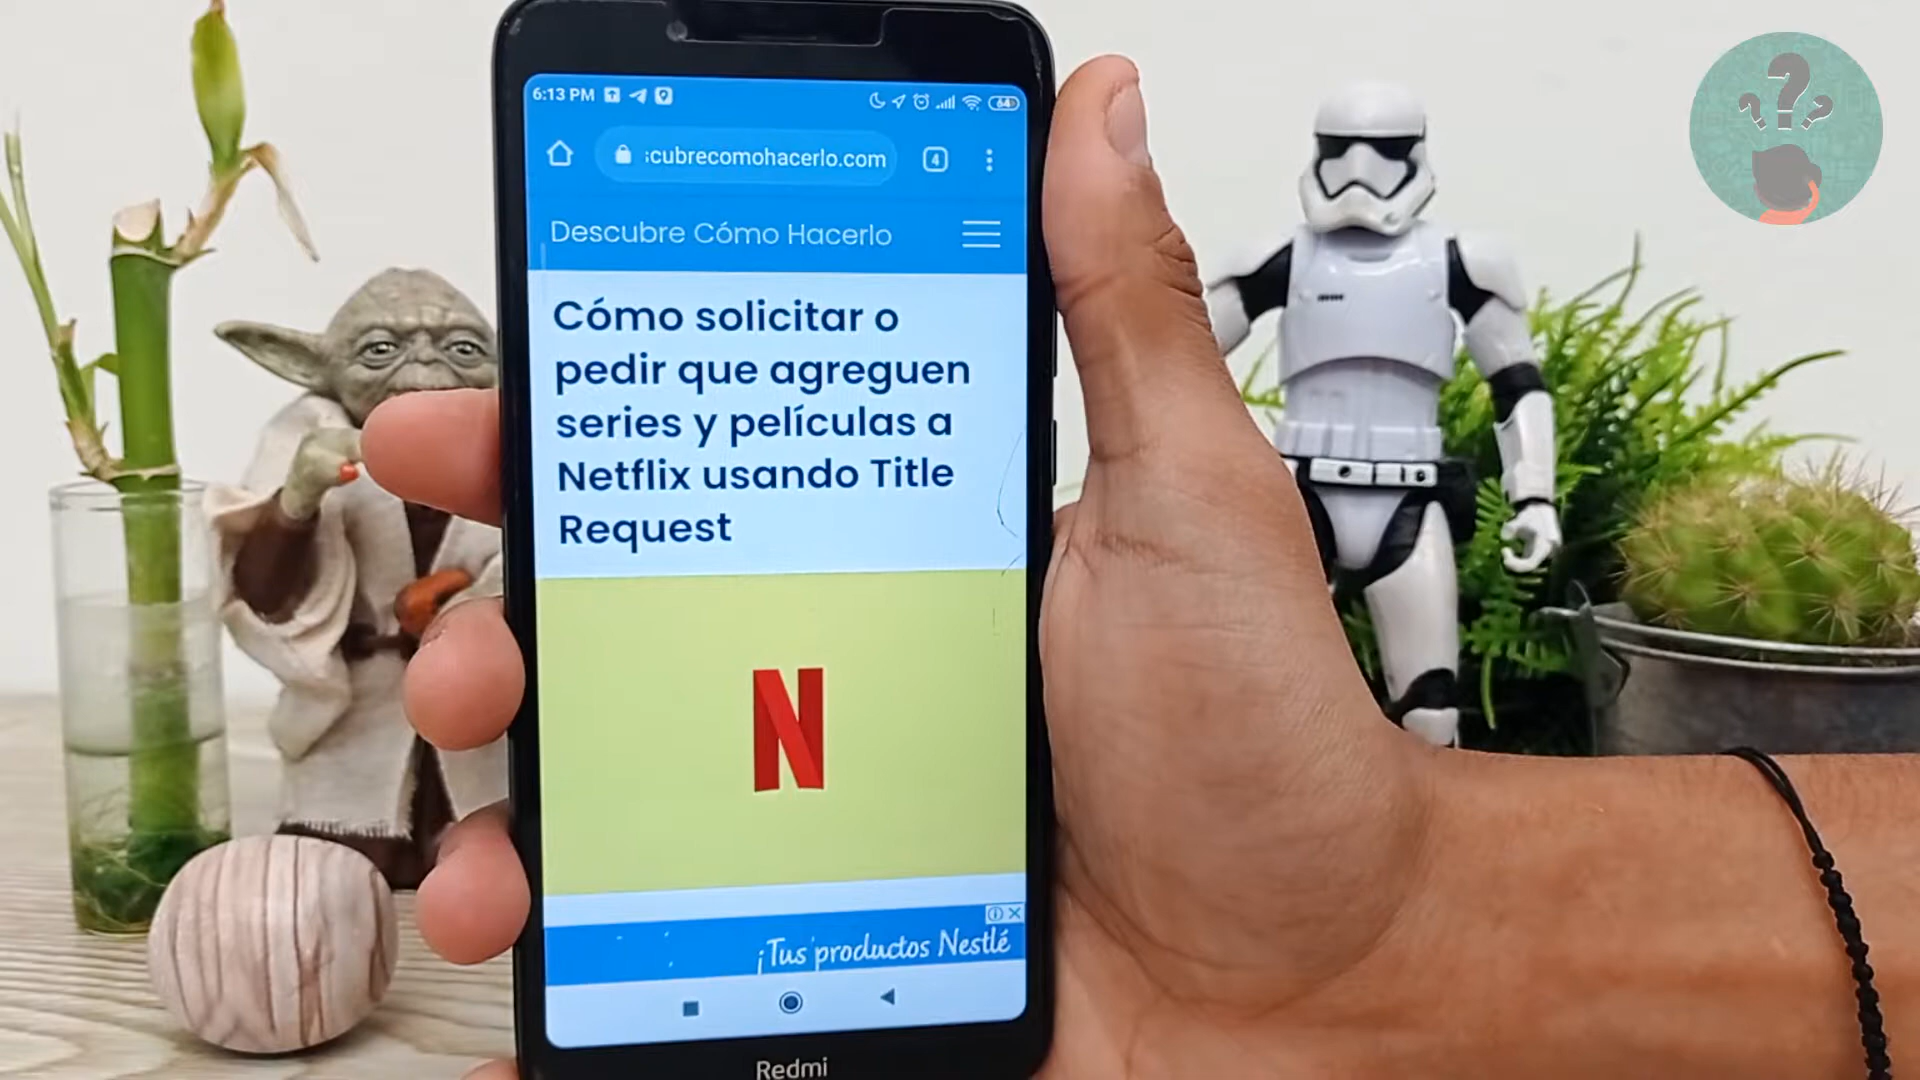 6:13 PM
64
:cubrecomohacerlo.com
4
Descubre Cómo Hacerlo
Cómo solicitar o
pedir que agreguen
series y películas a
Netflix usando Title
Request
N
¡Tus productos Nestlé
Redmi